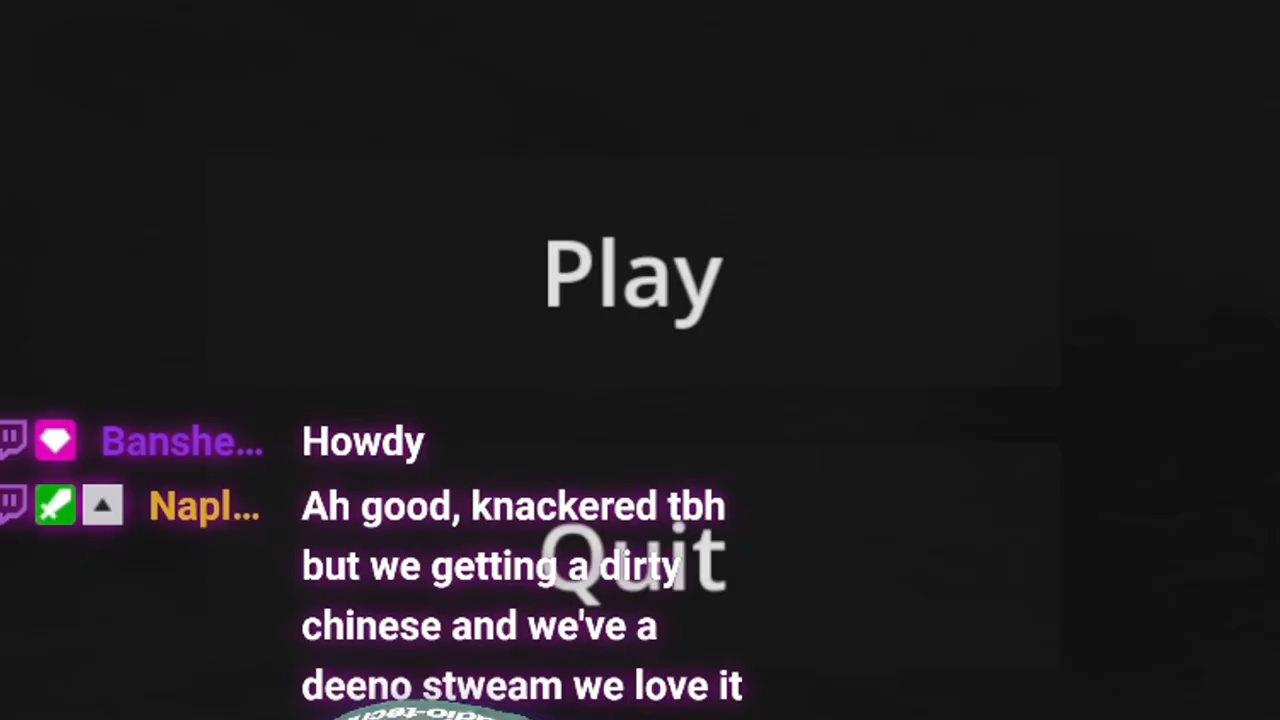 Play
Banshe... Howdy
Napl... Ah good, knackered tbh
but we getting a dirty
Quit
chinese and we've a
deeno stweam we love it